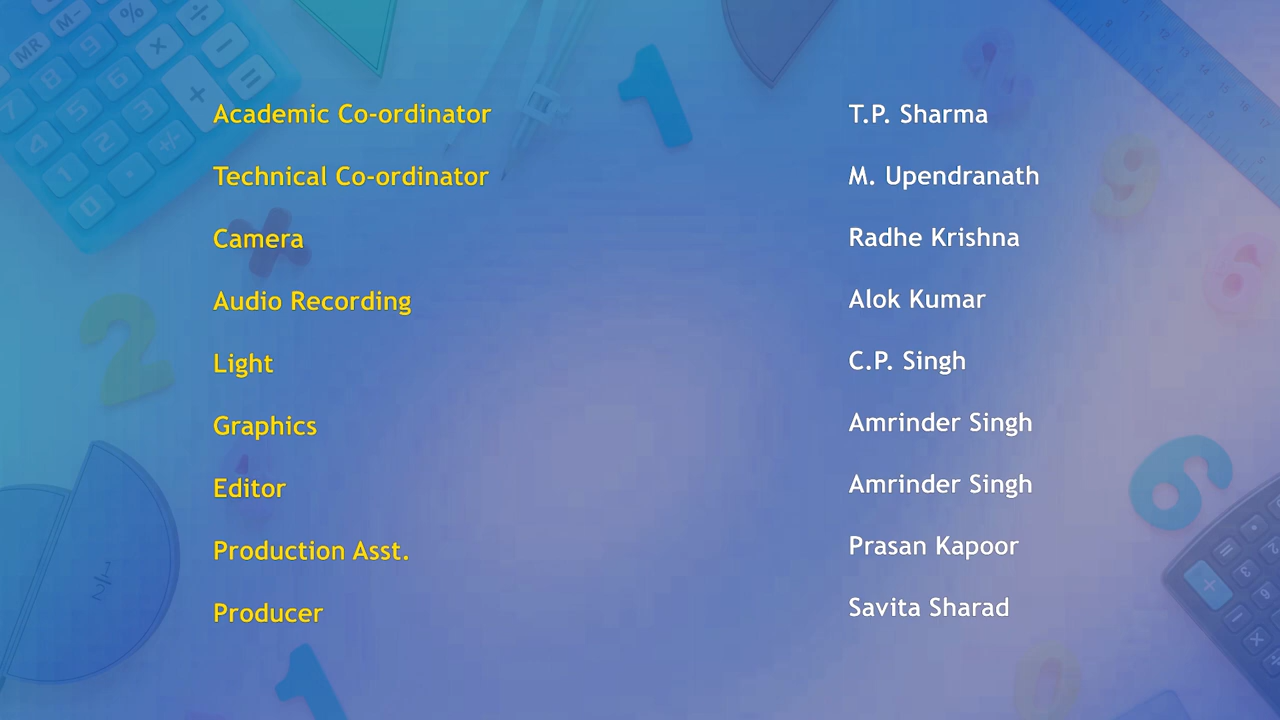 Academic Co-ordinator T.P. Sharma
Technical Co-ordinator M. Upendranath
Camera Radhe Krishna
Audio Recording Alok Kumar
Light C.P. Singh
Graphics Amrinder Singh
Editor Amrinder Singh
Production Asst. Prasan Kapoor
Producer Savita Sharad